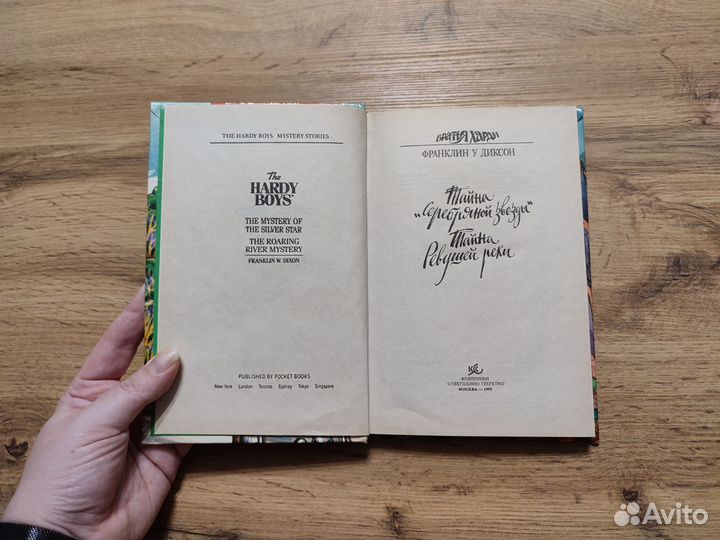 THE HARDY BOYS MYSTERY STORIES
The
HARDY
BOYS
THE MYSTERY OF
THE SILVER STAR
THE ROARING
RIVER MYSTERY
FRANKLIN W. DIXON
PUBLISHED BY POCKET BOOKS
New York London Toronto Sydney Tokyo Singapore
БРАТЬЯ ХАРДИ
ФРАНКЛИН У ДИКСОН
Тайна
„Серебряной звезды"
Тайна
Ревущей реки
КОЛЛЕКЦИЯ
"СОВЕРШЕННО СЕКРЕТНО"
МОСКВА — 1995
Avito